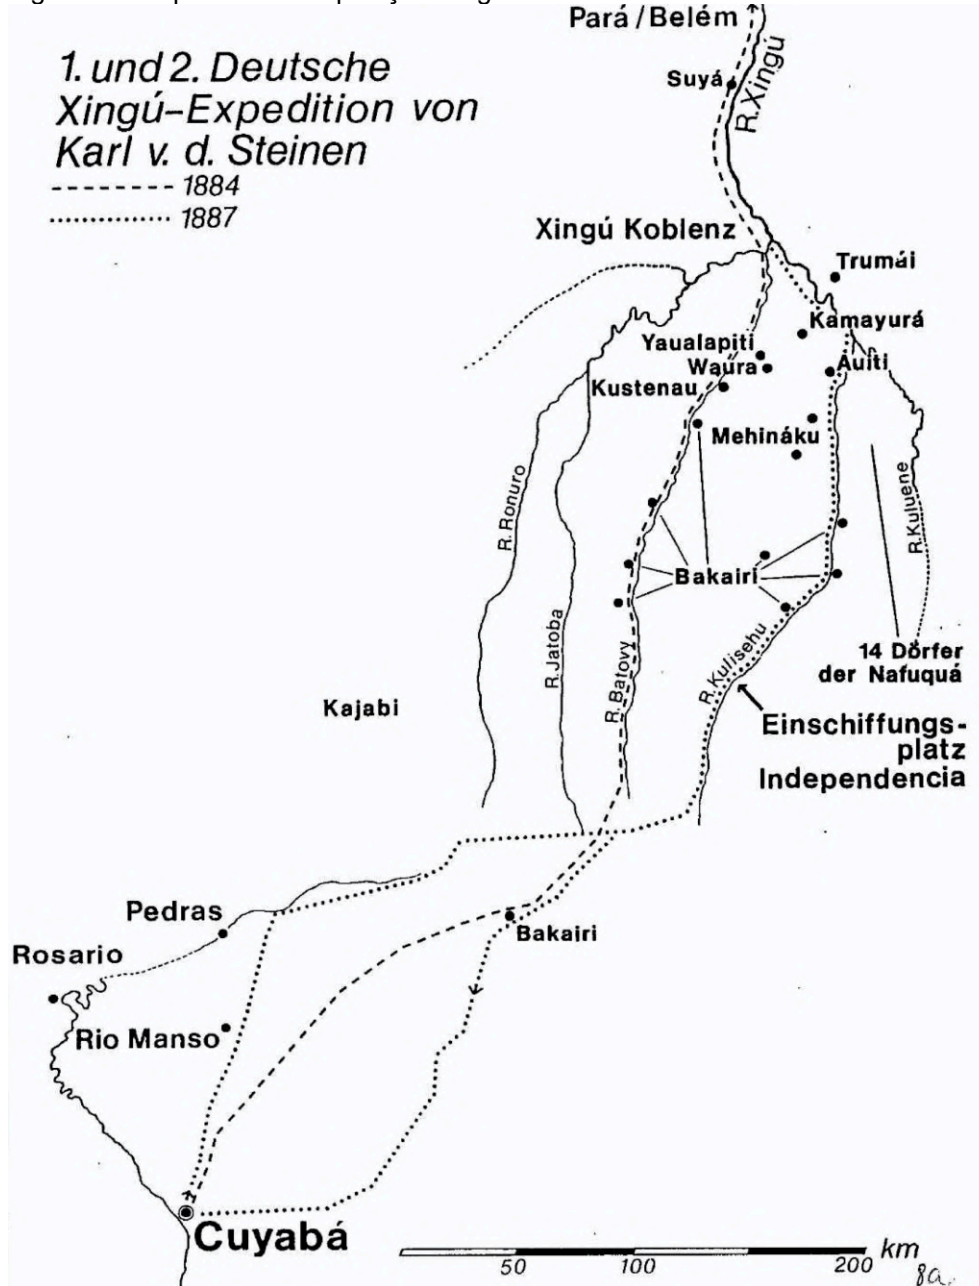 Pará/Belém
1. und 2. Deutsche
Xingú-Expedition von
Karl v. d. Steinen
1884
1887
Suyá
R. Xingú
Xingú Koblenz
Trumái
Kamayurá
Yaualapiti
Waura
Auiti
Kustenau
Mehináku
R. Ronuro
R. Kuluene
Bakairi
R. Jatoba
R. Batovy
R. Kulisehu
14 Dörfer
der Nafuquá
Kajabi
Einschiffungs-
platz
Independencia
Pedras
Bakairi
Rosario
Rio Manso
Cuyabá
km
50
100
200
8a.